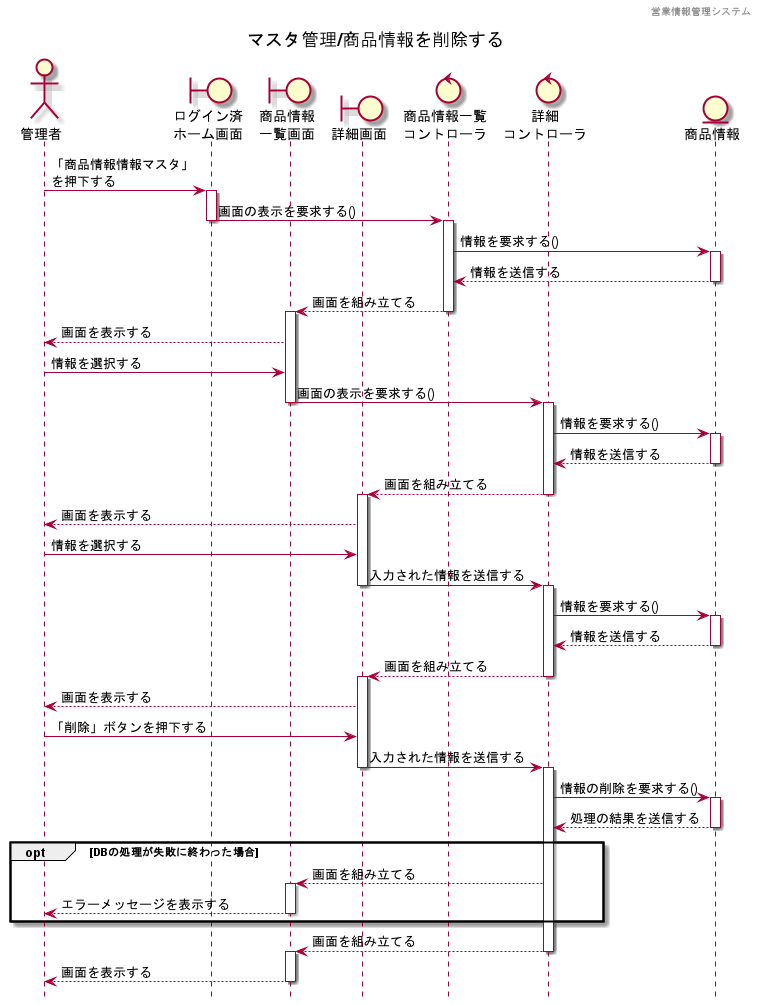 営業情報管理システム
マスタ管理/商品情報を削除する
管理者
ログイン済
ホーム画面
商品情報
一覧画面
詳細画面
商品情報一覧
コントローラ
詳細
コントローラ
商品情報
「商品情報情報マスタ」
を押下する
画面の表示を要求する()
情報を要求する()
情報を送信する
画面を組み立てる
画面を表示する
情報を選択する
画面の表示を要求する()
情報を要求する()
情報を送信する
画面を組み立てる
画面を表示する
情報を選択する
入力された情報を送信する
情報を要求する()
情報を送信する
画面を組み立てる
画面を表示する
「削除」ボタンを押下する
入力された情報を送信する
情報の削除を要求する()
処理の結果を送信する
opt [DBの処理が失敗に終わった場合]
画面を組み立てる
エラーメッセージを表示する
画面を組み立てる
画面を表示する